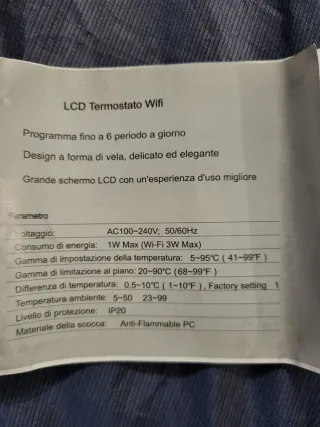 LCD Termostato Wifi
Programma fino a 6 periodo a giorno
Design a forma di vela, delicato ed elegante
Grande schermo LCD con un'esperienza d'uso migliore
Parametro
Voltaggio: AC100~240V, 50/60Hz
Consumo di energia: 1W Max (Wi-Fi 3W Max)
Gamma di impostazione della temperatura: 5~95℃ ( 41~99℉ )
Gamma di limitazione al piano: 20~90℃ (68~99℉ )
Differenza di temperatura: 0.5~10℃ ( 1~10℉ ) , Factory setting 1
Temperatura ambiente: 5~50 23~99
Livello di protezione: IP20
Materiale della scocca: Anti-Flammable PC